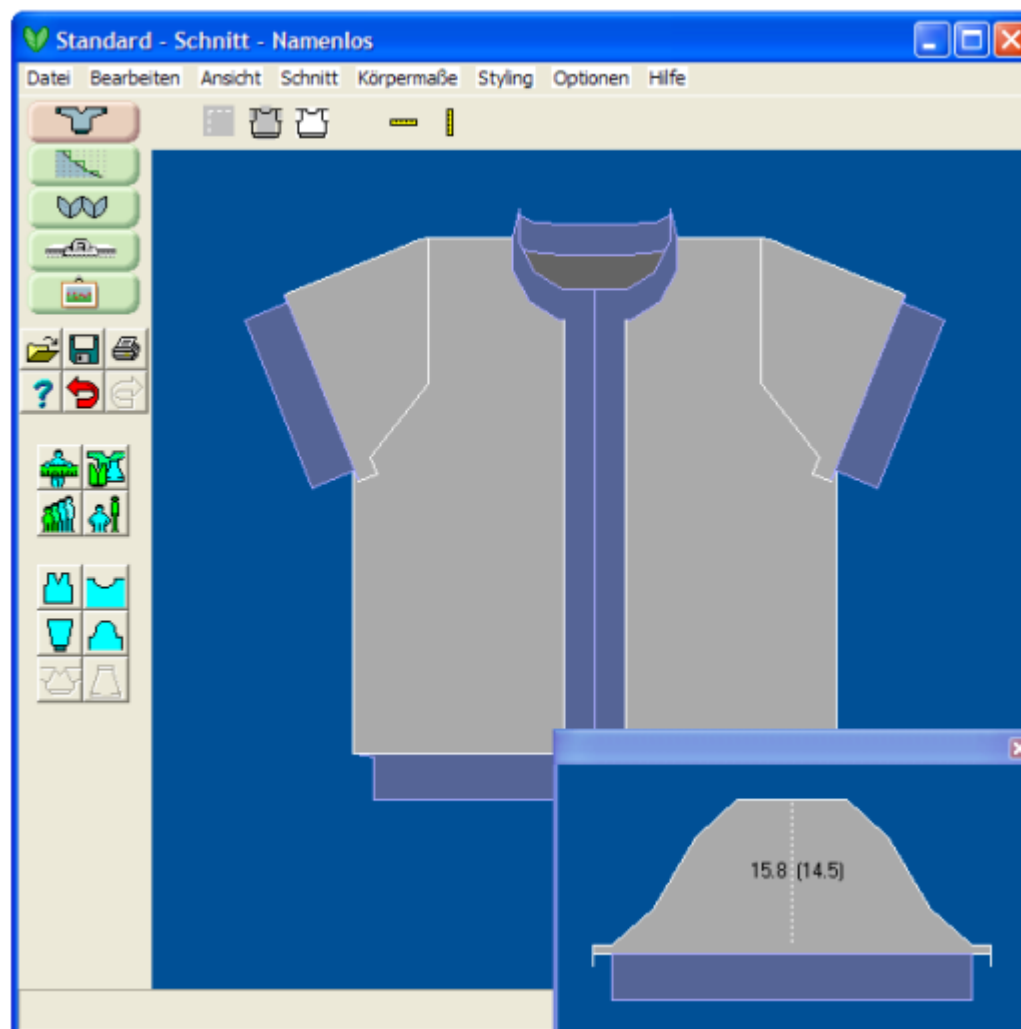 Standard - Schnitt - Namenlos
Datei Bearbeiten Ansicht Schnitt Körpermaße Styling Optionen Hilfe
15.8 (14.5)